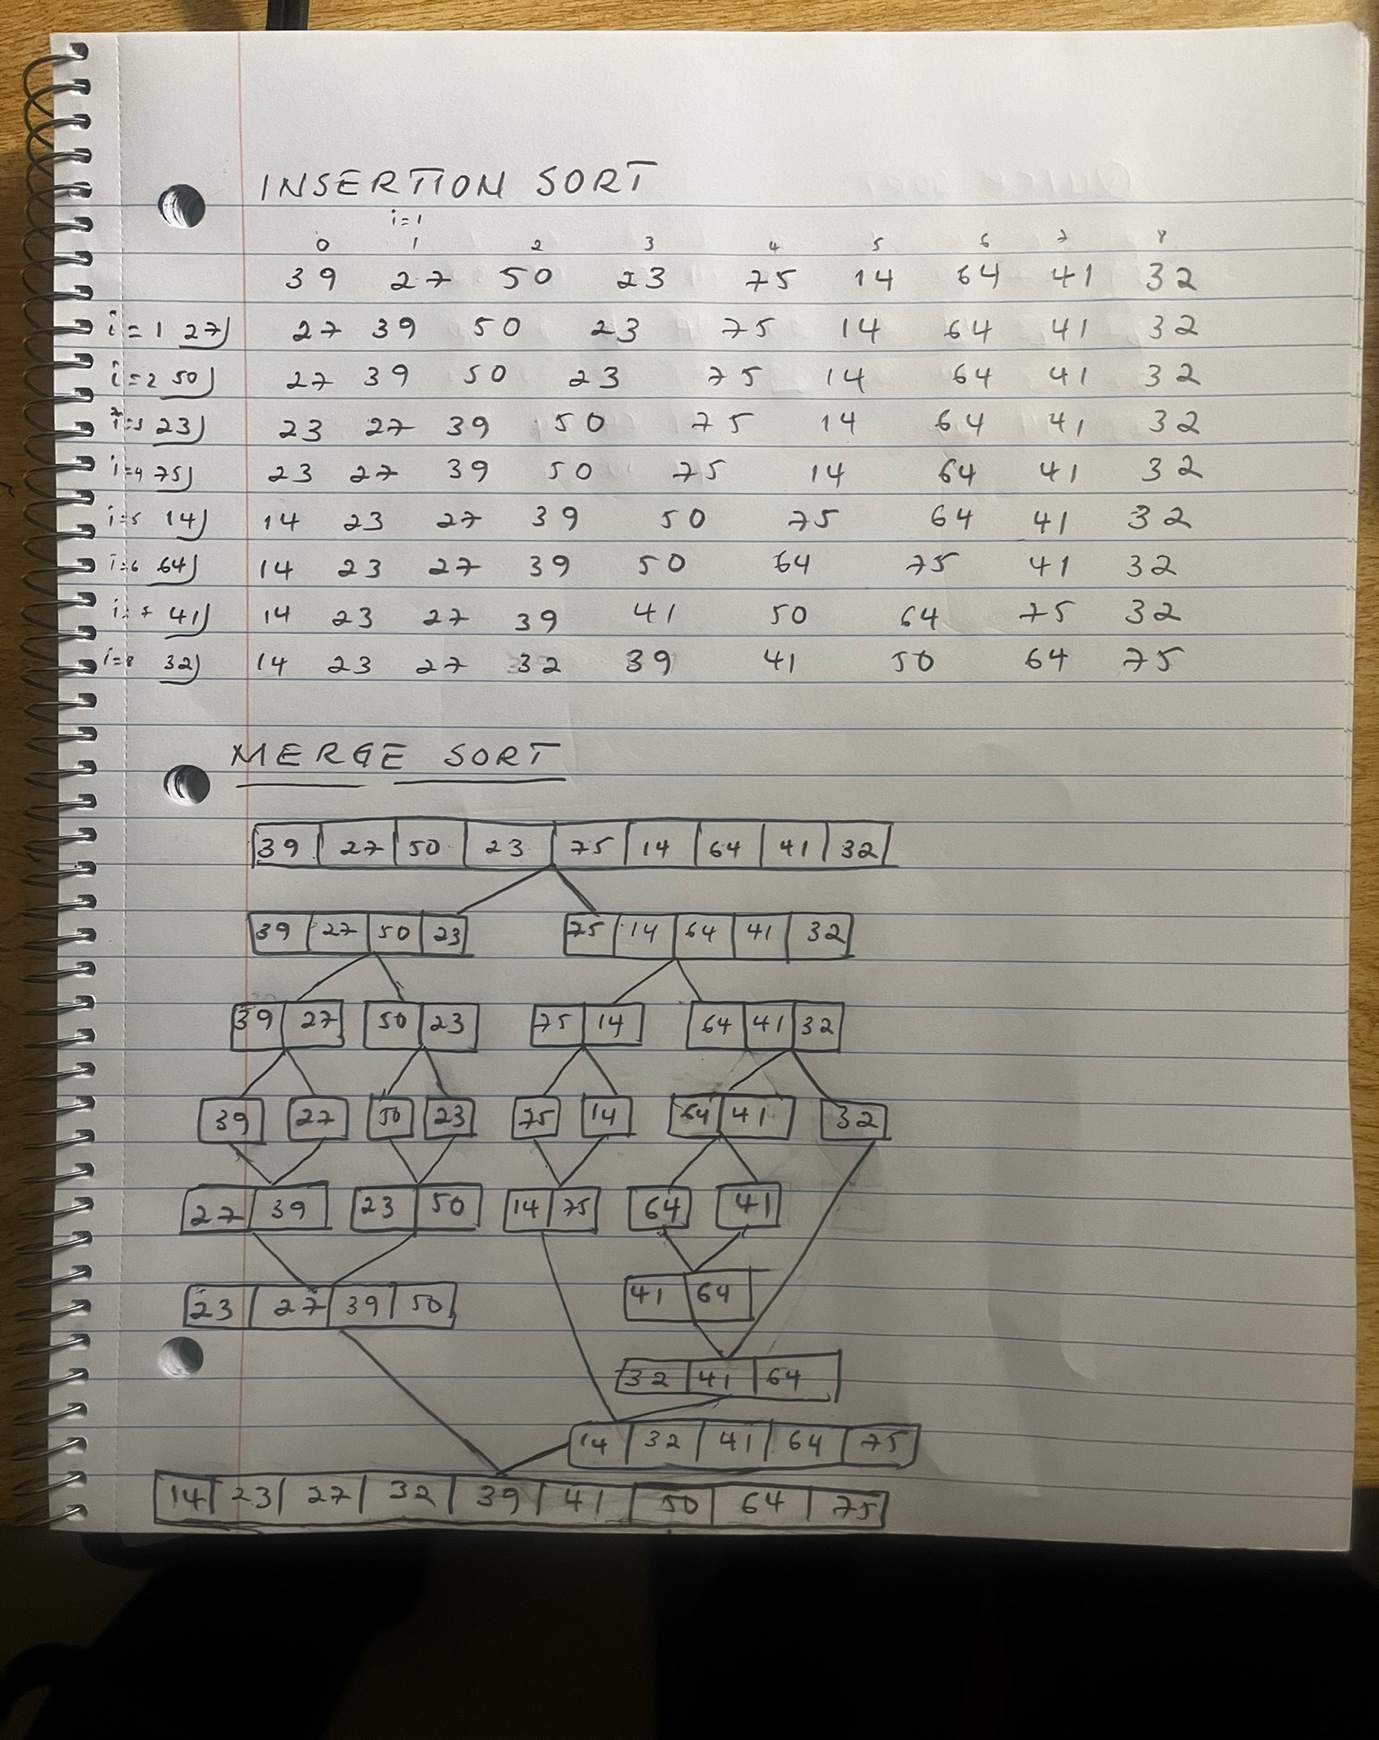 INSERTION SORT
i=1
0 1 2 3 4 5 6 7 8
39 27 50 23 75 14 64 41 32
i=1 27) 27 39 50 23 75 14 64 41 32
i=2 50) 27 39 50 23 75 14 64 41 32
i=3 23) 23 27 39 50 75 14 64 41 32
i=4 75) 23 27 39 50 75 14 64 41 32
i=5 14) 14 23 27 39 50 75 64 41 32
i=6 64) 14 23 27 39 50 64 75 41 32
i=7 41) 14 23 27 39 41 50 64 75 32
i=8 32) 14 23 27 32 39 41 50 64 75
MERGE SORT
39 27 50 23 75 14 64 41 32
39 27 50 23 75 14 64 41 32
39 27 50 23 75 14 64 41 32
39 27 50 23 75 14 64 41 32
27 39 23 50 14 75 64 41
23 27 39 50 41 64
32 41 64
14 32 41 64 75
14 23 27 32 39 41 50 64 75